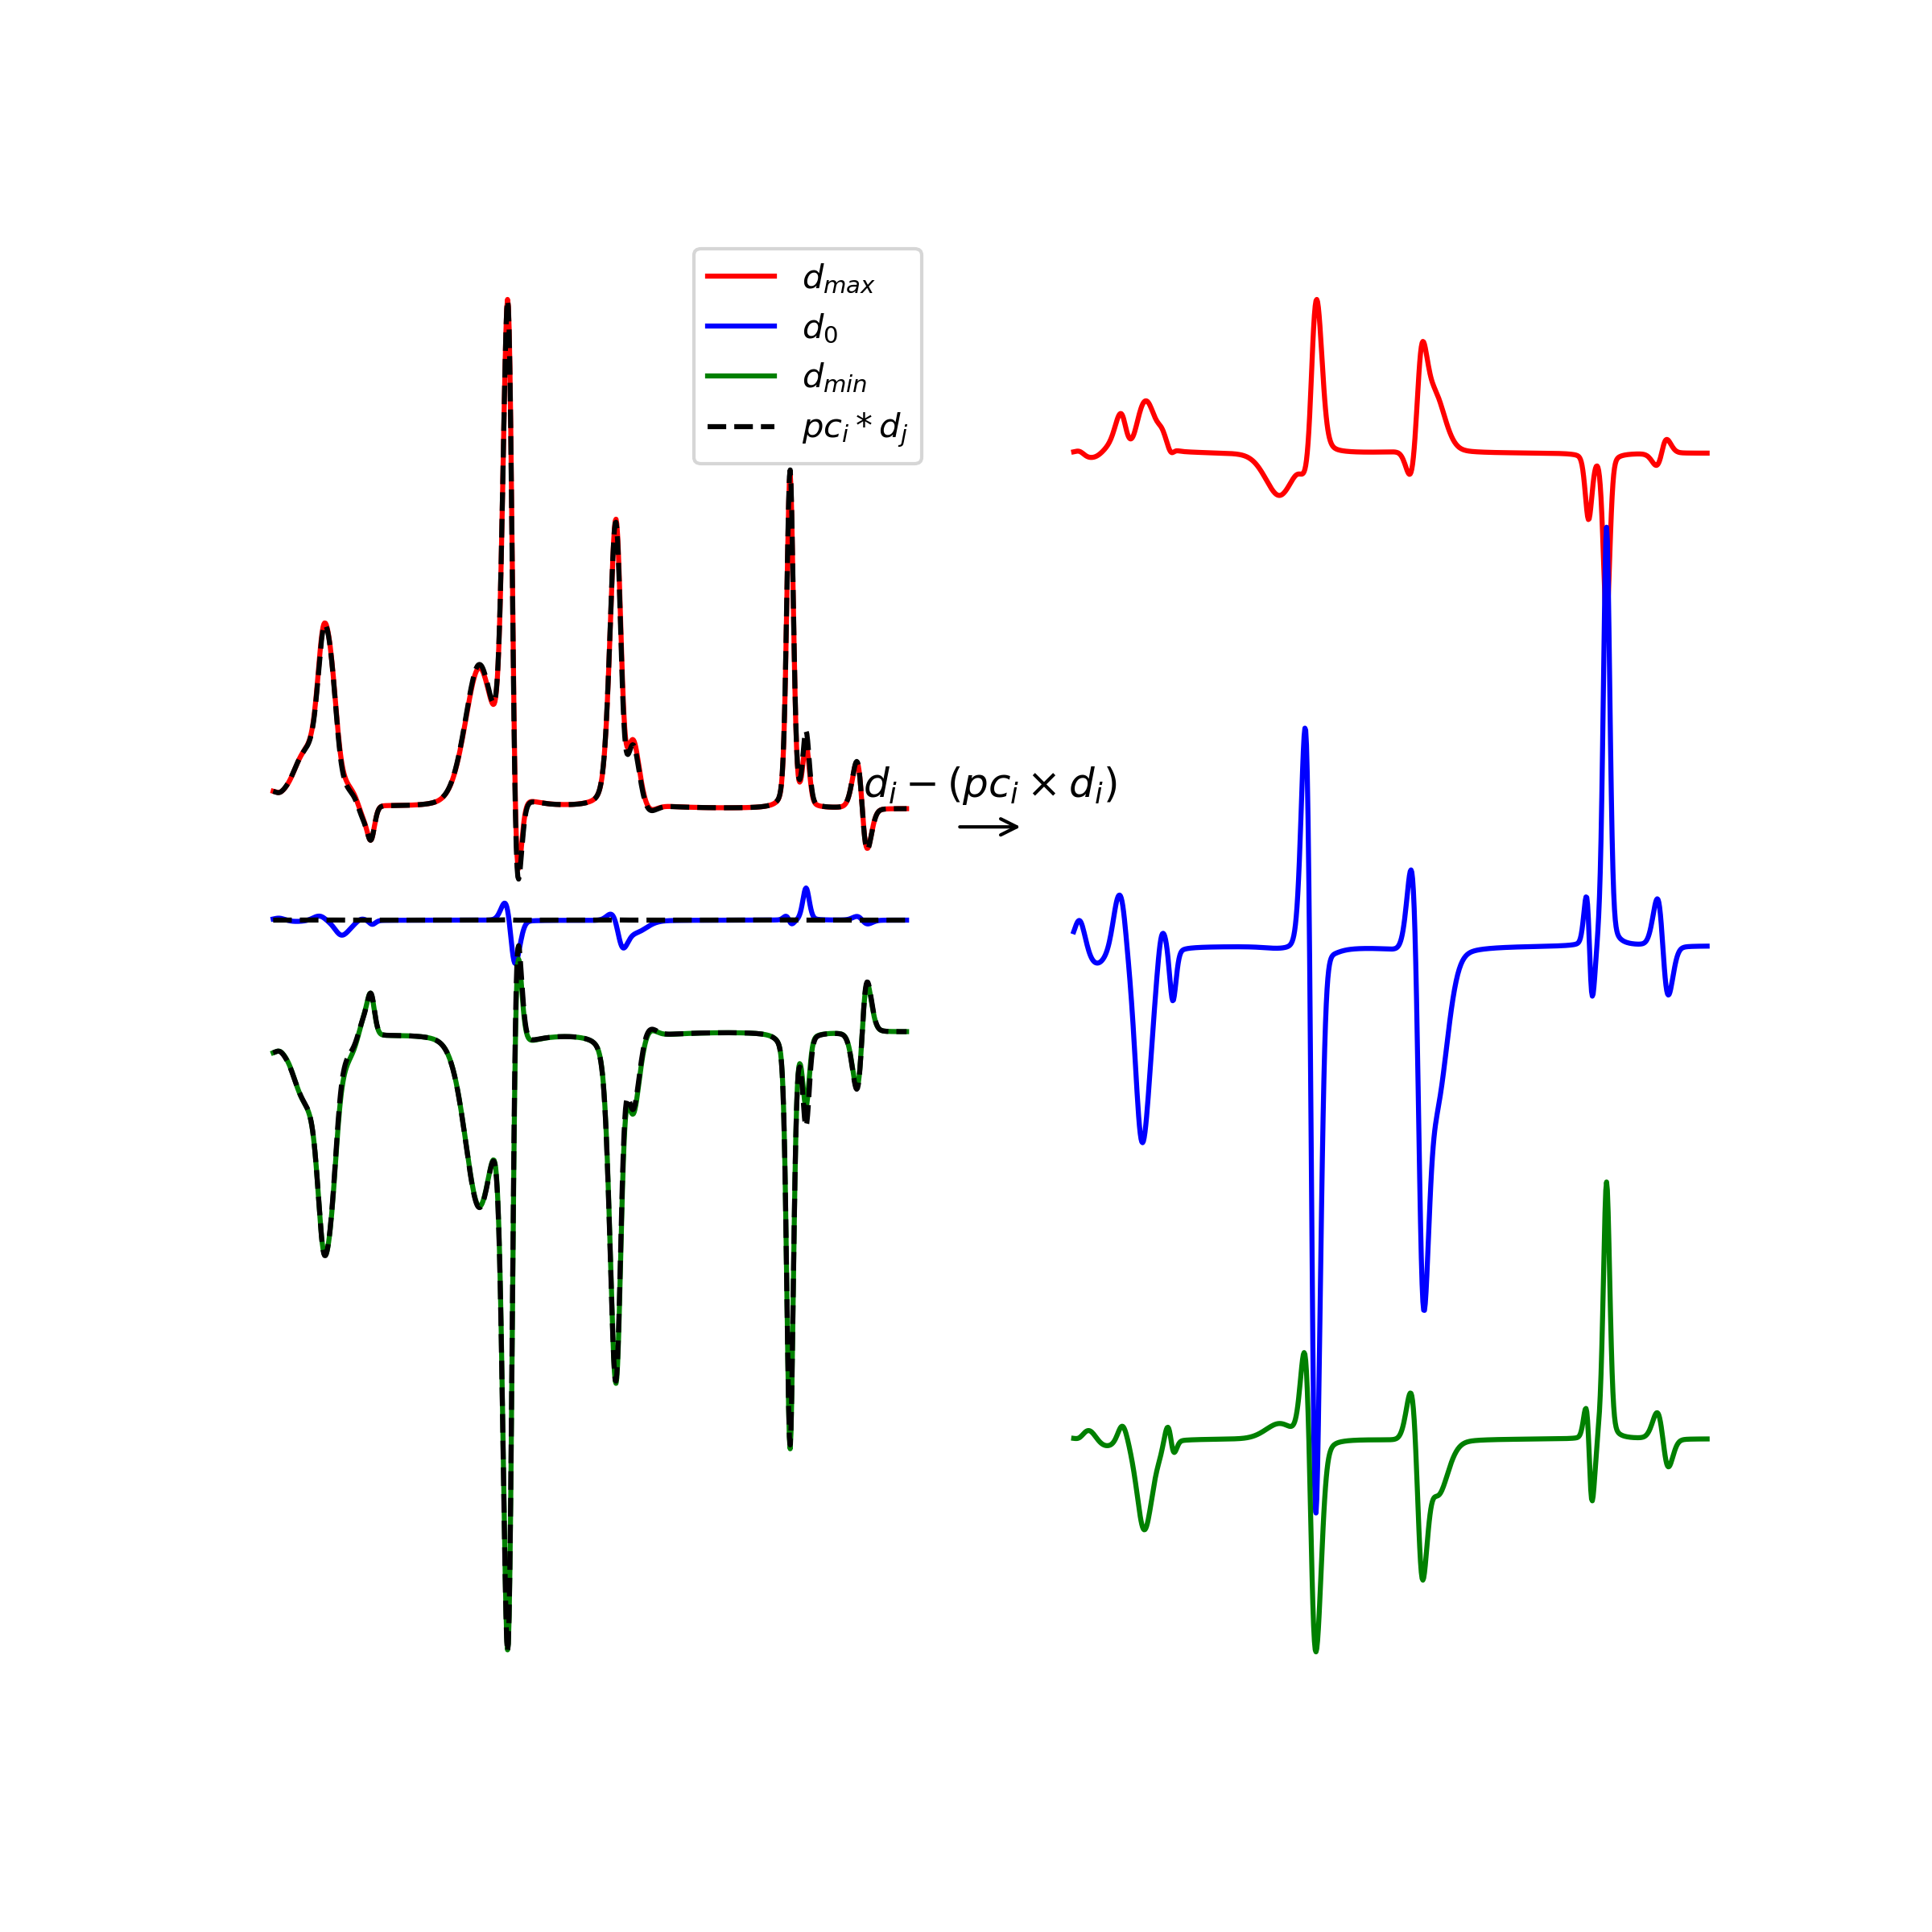 d_max
d_0
d_min
pc_i * d_j
d_i − (pc_i × d_i)